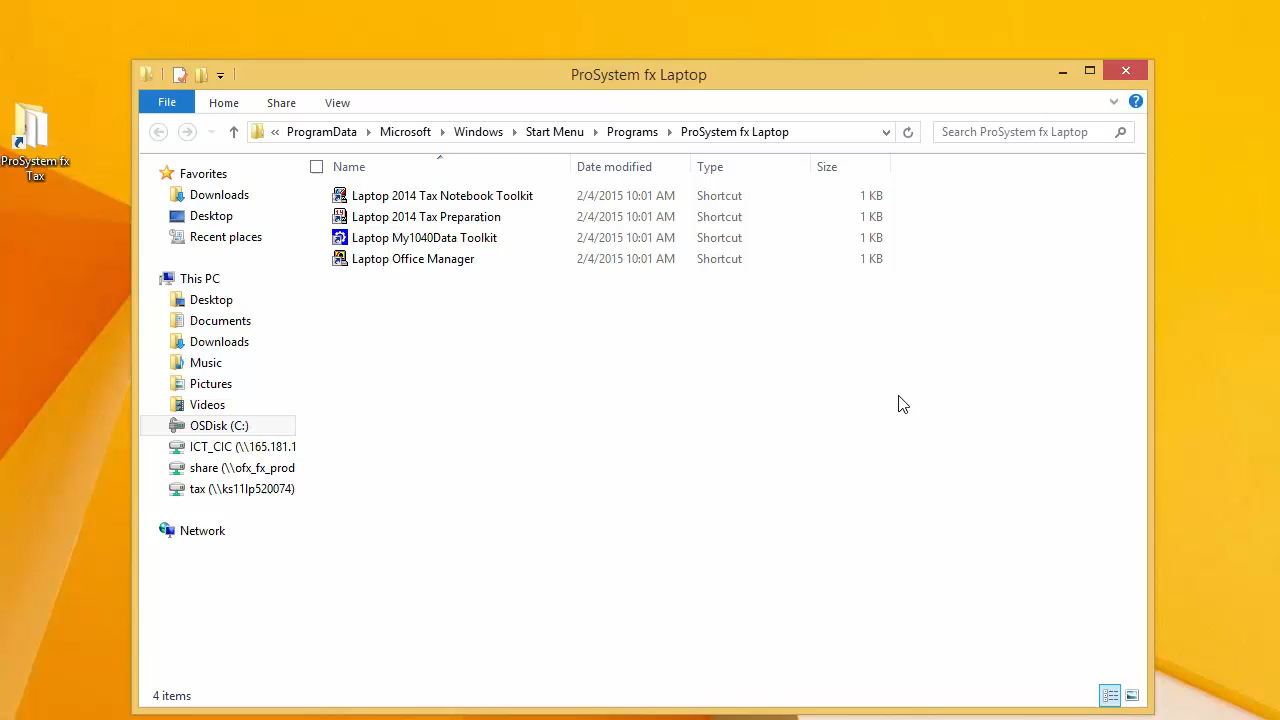 ProSystem fx Laptop
File Home Share View
« ProgramData Microsoft Windows Start Menu Programs ProSystem fx Laptop
Search ProSystem fx Laptop
ProSystem fx
Tax
Name Date modified Type Size
Laptop 2014 Tax Notebook Toolkit 2/4/2015 10:01 AM Shortcut 1 KB
Laptop 2014 Tax Preparation 2/4/2015 10:01 AM Shortcut 1 KB
Laptop My1040Data Toolkit 2/4/2015 10:01 AM Shortcut 1 KB
Laptop Office Manager 2/4/2015 10:01 AM Shortcut 1 KB
Favorites
Downloads
Desktop
Recent places
This PC
Desktop
Documents
Downloads
Music
Pictures
Videos
OSDisk (C:)
ICT_CIC (\\165.181.1
share (\\ofx_fx_prod
tax (\\ks11lp520074)
Network
4 items